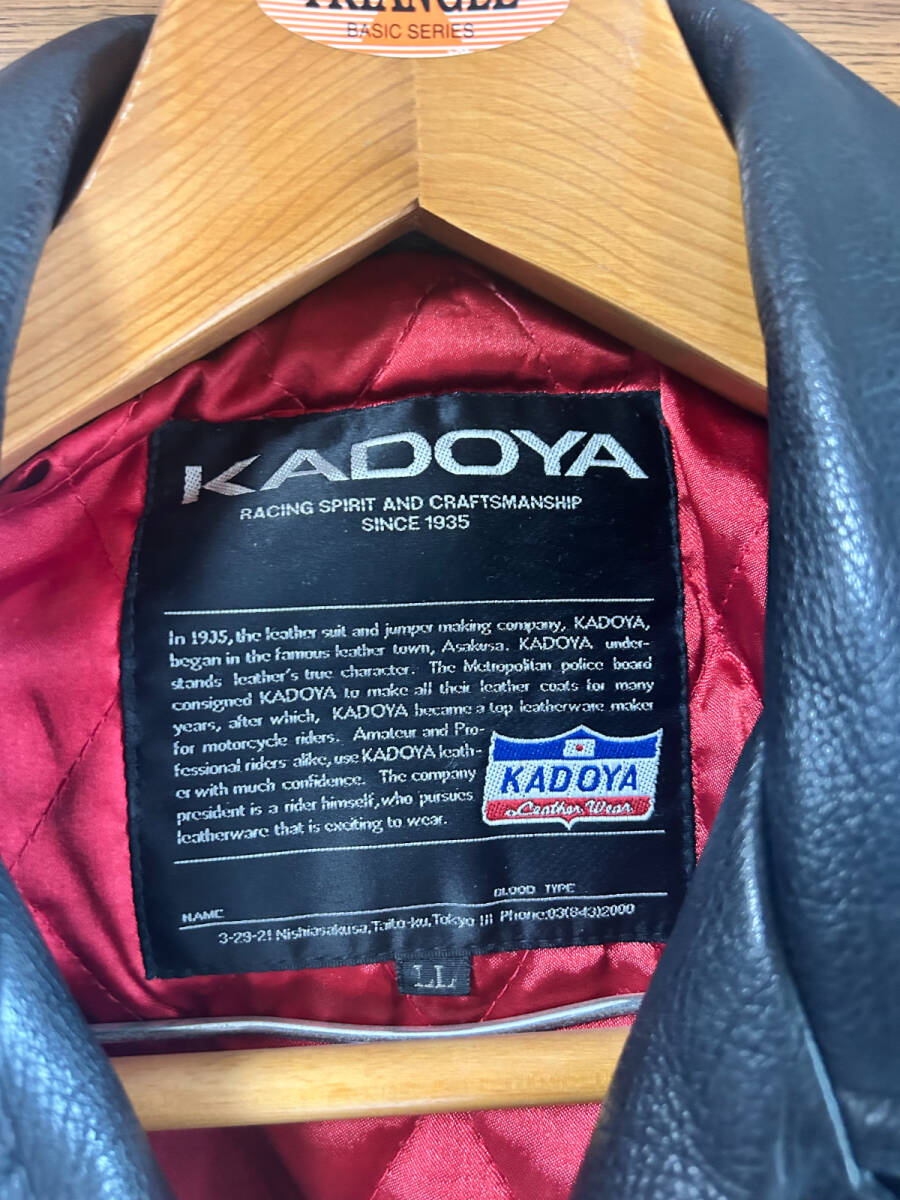 TRIANGLE
BASIC SERIES
KADOYA
RACING SPIRIT AND CRAFTSMANSHIP
SINCE 1935
In 1935, the leather suit and jumper making company, KADOYA,
began in the famous leather town, Asakusa. KADOYA under-
stands leather's true character. The Metropolitan police board
consigned KADOYA to make all their leather coats for many
years, after which, KADOYA became a top leatherware maker
for motorcycle riders. Amateur and Pro-
fessional riders alike, use KADOYA leath-
er with much confidence. The company
president is a rider himself, who pursues
leatherware that is exciting to wear.
KADOYA
Leather Wear
NAME
BLOOD TYPE
3-29-21 Nishiasakusa, Taito-ku, Tokyo 111 Phone:03(843)2000
LL